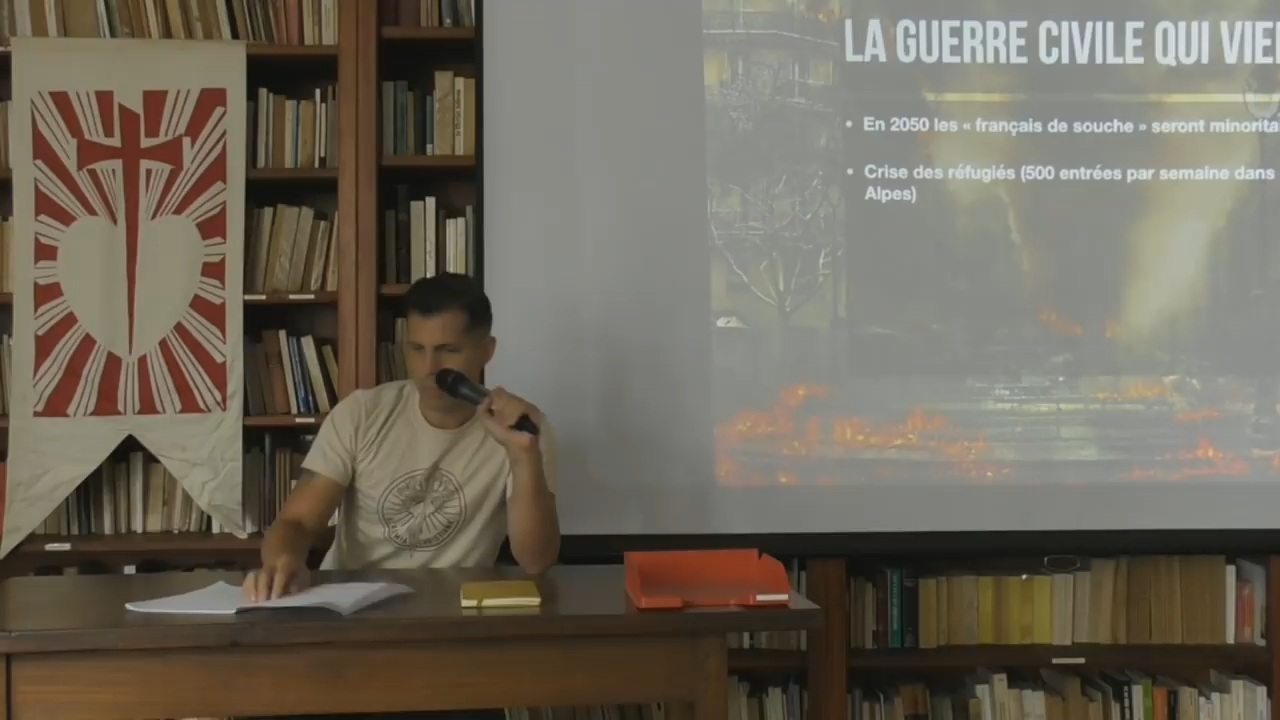 LA GUERRE CIVILE QUI VIE
• En 2050 les « français de souche » seront minorita
• Crise des réfugiés (500 entrées par semaine dans
Alpes)